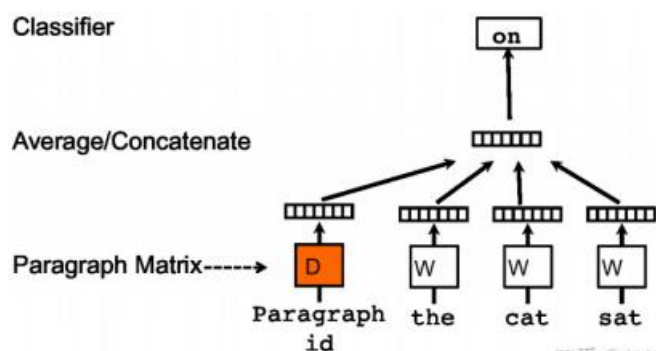 Classifier
on
Average/Concatenate
Paragraph Matrix
D
W
W
W
Paragraph
id
the
cat
sat